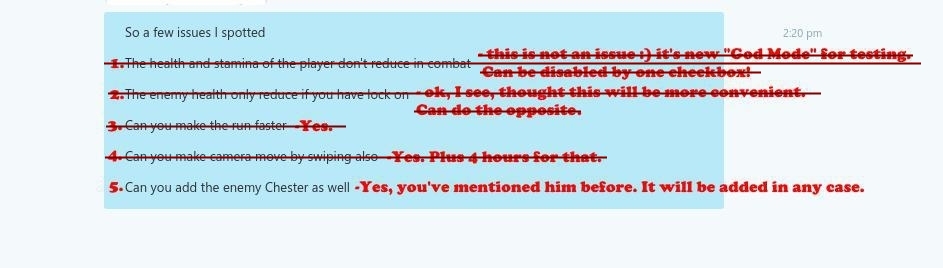 So a few issues I spotted
2:20 pm
1. The health and stamina of the player don't reduce in combat - this is not an issue :) it's new "God Mode" for testing.
Can be disabled by one checkbox!
2. The enemy health only reduce if you have lock on - ok, I see, thought this will be more convenient.
Can do the opposite.
3. Can you make the run faster -Yes.
4. Can you make camera move by swiping also -Yes. Plus 4 hours for that.
5. Can you add the enemy Chester as well -Yes, you've mentioned him before. It will be added in any case.